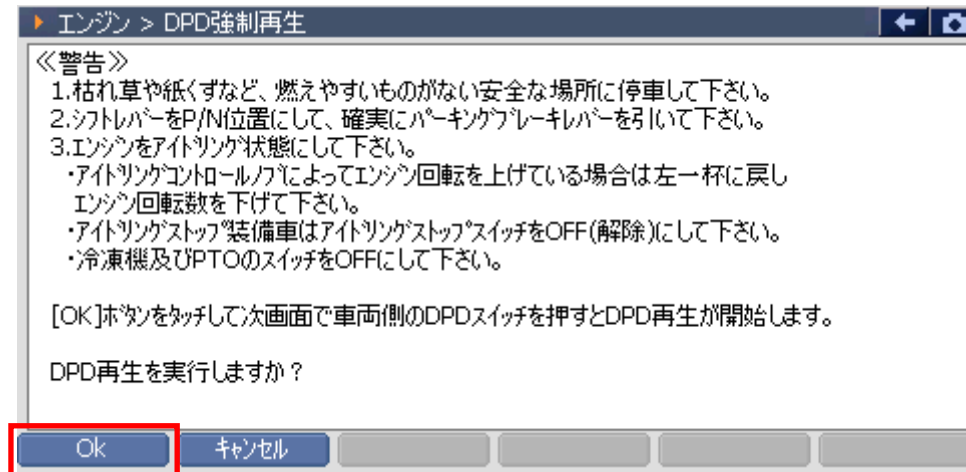 エンジン > DPD強制再生
≪警告≫
1.枯れ草や紙くずなど、燃えやすいものがない安全な場所に停車して下さい。
2.ｼﾌﾄﾚﾊﾞｰをP/N位置にして、確実にﾊﾟｰｷﾝｸﾞﾌﾞﾚｰｷﾚﾊﾞｰを引いて下さい。
3.ｴﾝｼﾞﾝをｱｲﾄﾞﾘﾝｸﾞ状態にして下さい。
・ｱｲﾄﾞﾘﾝｸﾞｺﾝﾄﾛｰﾙﾉﾌﾞによってｴﾝｼﾞﾝ回転を上げている場合は左一杯に戻し
ｴﾝｼﾞﾝ回転数を下げて下さい。
・ｱｲﾄﾞﾘﾝｸﾞｽﾄｯﾌﾟ装備車はｱｲﾄﾞﾘﾝｸﾞｽﾄｯﾌﾟｽｲｯﾁをOFF(解除)にして下さい。
・冷凍機及びPTOのｽｲｯﾁをOFFにして下さい。
[OK]ﾎﾞﾀﾝをﾀｯﾁして次画面で車両側のDPDｽｲｯﾁを押すとDPD再生が開始します。
DPD再生を実行しますか？
Ok ｷｬﾝｾﾙ